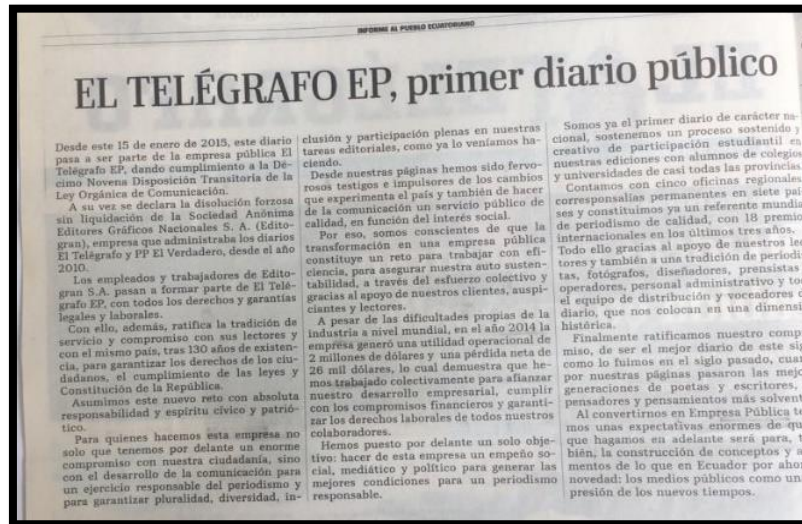 INFORME AL PUEBLO ECUATORIANO
EL TELÉGRAFO EP, primer diario público
Desde este 15 de enero de 2015, este diario
pasa a ser parte de la empresa pública El
Telégrafo EP, dando cumplimiento a la Dé-
cimo Novena Disposición Transitoria de la
Ley Orgánica de Comunicación.
A su vez se declara la disolución forzosa
sin liquidación de la Sociedad Anónima
Editores Gráficos Nacionales S. A. (Edito-
gran), empresa que administraba los diarios
El Telégrafo y PP El Verdadero, desde el año
2010.
Los empleados y trabajadores de Edito-
gran S.A. pasan a formar parte de El Telé-
grafo EP, con todos los derechos y garantías
legales y laborales.
Con ello, además, ratifica la tradición de
servicio y compromiso con sus lectores y
con el mismo país, tras 130 años de existen-
cia, para garantizar los derechos de los ciu-
dadanos, el cumplimiento de las leyes y
Constitución de la República.
Asumimos este nuevo reto con absoluta
responsabilidad y espíritu cívico y patrió-
tico.
Para quienes hacemos esta empresa no
solo que tenemos por delante un enorme
compromiso con nuestra ciudadanía, sino
con el desarrollo de la comunicación para
un ejercicio responsable del periodismo y
para garantizar pluralidad, diversidad, in-
clusión y participación plenas en nuestras
tareas editoriales, como ya lo veníamos ha-
ciendo.
Desde nuestras páginas hemos sido fervo-
rosos testigos e impulsores de los cambios
que experimenta el país y también de hacer
de la comunicación un servicio público de
calidad, en función del interés social.
Por eso, somos conscientes de que la
transformación en una empresa pública
constituye un reto para trabajar con efi-
ciencia, para asegurar nuestra auto susten-
tabilidad, a través del esfuerzo colectivo y
gracias al apoyo de nuestros clientes, auspi-
ciantes y lectores.
A pesar de las dificultades propias de la
industria a nivel mundial, en el año 2014 la
empresa generó una utilidad operacional de
2 millones de dólares y una pérdida neta de
26 mil dólares, lo cual demuestra que he-
mos trabajado colectivamente para afianzar
nuestro desarrollo empresarial, cumplir
con los compromisos financieros y garanti-
zar los derechos laborales de todos nuestros
colaboradores.
Hemos puesto por delante un solo obje-
tivo: hacer de esta empresa un empeño so-
cial, mediático y político para generar las
mejores condiciones para un periodismo
responsable.
Somos ya el primer diario de carácter na-
cional, sostenemos un proceso sostenido y
creativo de participación estudiantil en
nuestras ediciones con alumnos de colegios
y universidades de casi todas las provincias.
Contamos con cinco oficinas regionales,
corresponsalías permanentes en siete paí-
ses y constituimos ya un referente mundia
de periodismo de calidad, con 18 premio
internacionales en los últimos tres años.
Todo ello gracias al apoyo de nuestros lec
tores y también a una tradición de periodi
tas, fotógrafos, diseñadores, prensistas
operadores, personal administrativo y to
el equipo de distribución y voceadores d
diario, que nos colocan en una dimensi
histórica.
Finalmente ratificamos nuestro comp
miso, de ser el mejor diario de este sig
como lo fuimos en el siglo pasado, cua
por nuestras páginas pasaron las mejo
generaciones de poetas y escritores,
pensadores y pensamientos más solvent
Al convertirnos en Empresa Pública te
mos unas expectativas enormes de qu
que hagamos en adelante será para, t
bién, la construcción de conceptos y a
mentos de lo que en Ecuador por aho
novedad: los medios públicos como un
presión de los nuevos tiempos.